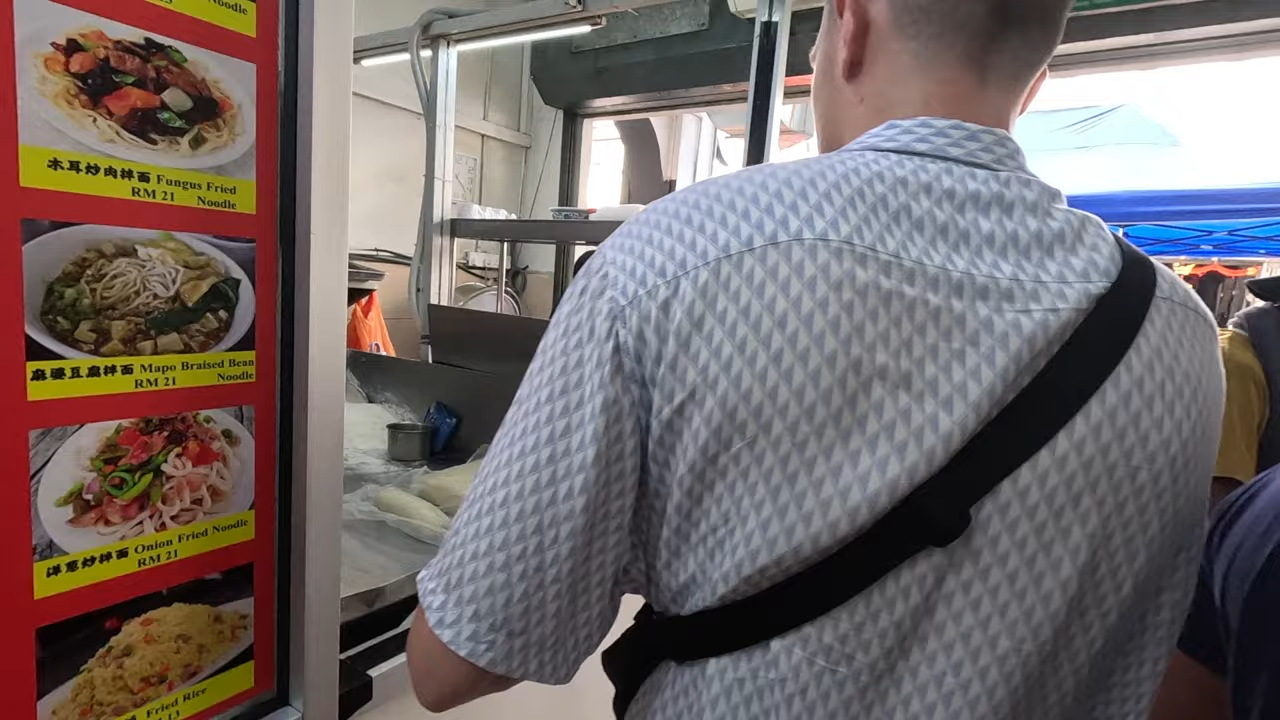 Noodle
木耳炒肉拌面 Fungus Fried
RM 21 Noodle
麻婆豆腐拌面 Mapo Braised Bean
RM 21 Noodle
洋葱炒拌面 Onion Fried Noodle
RM 21
Fried Rice